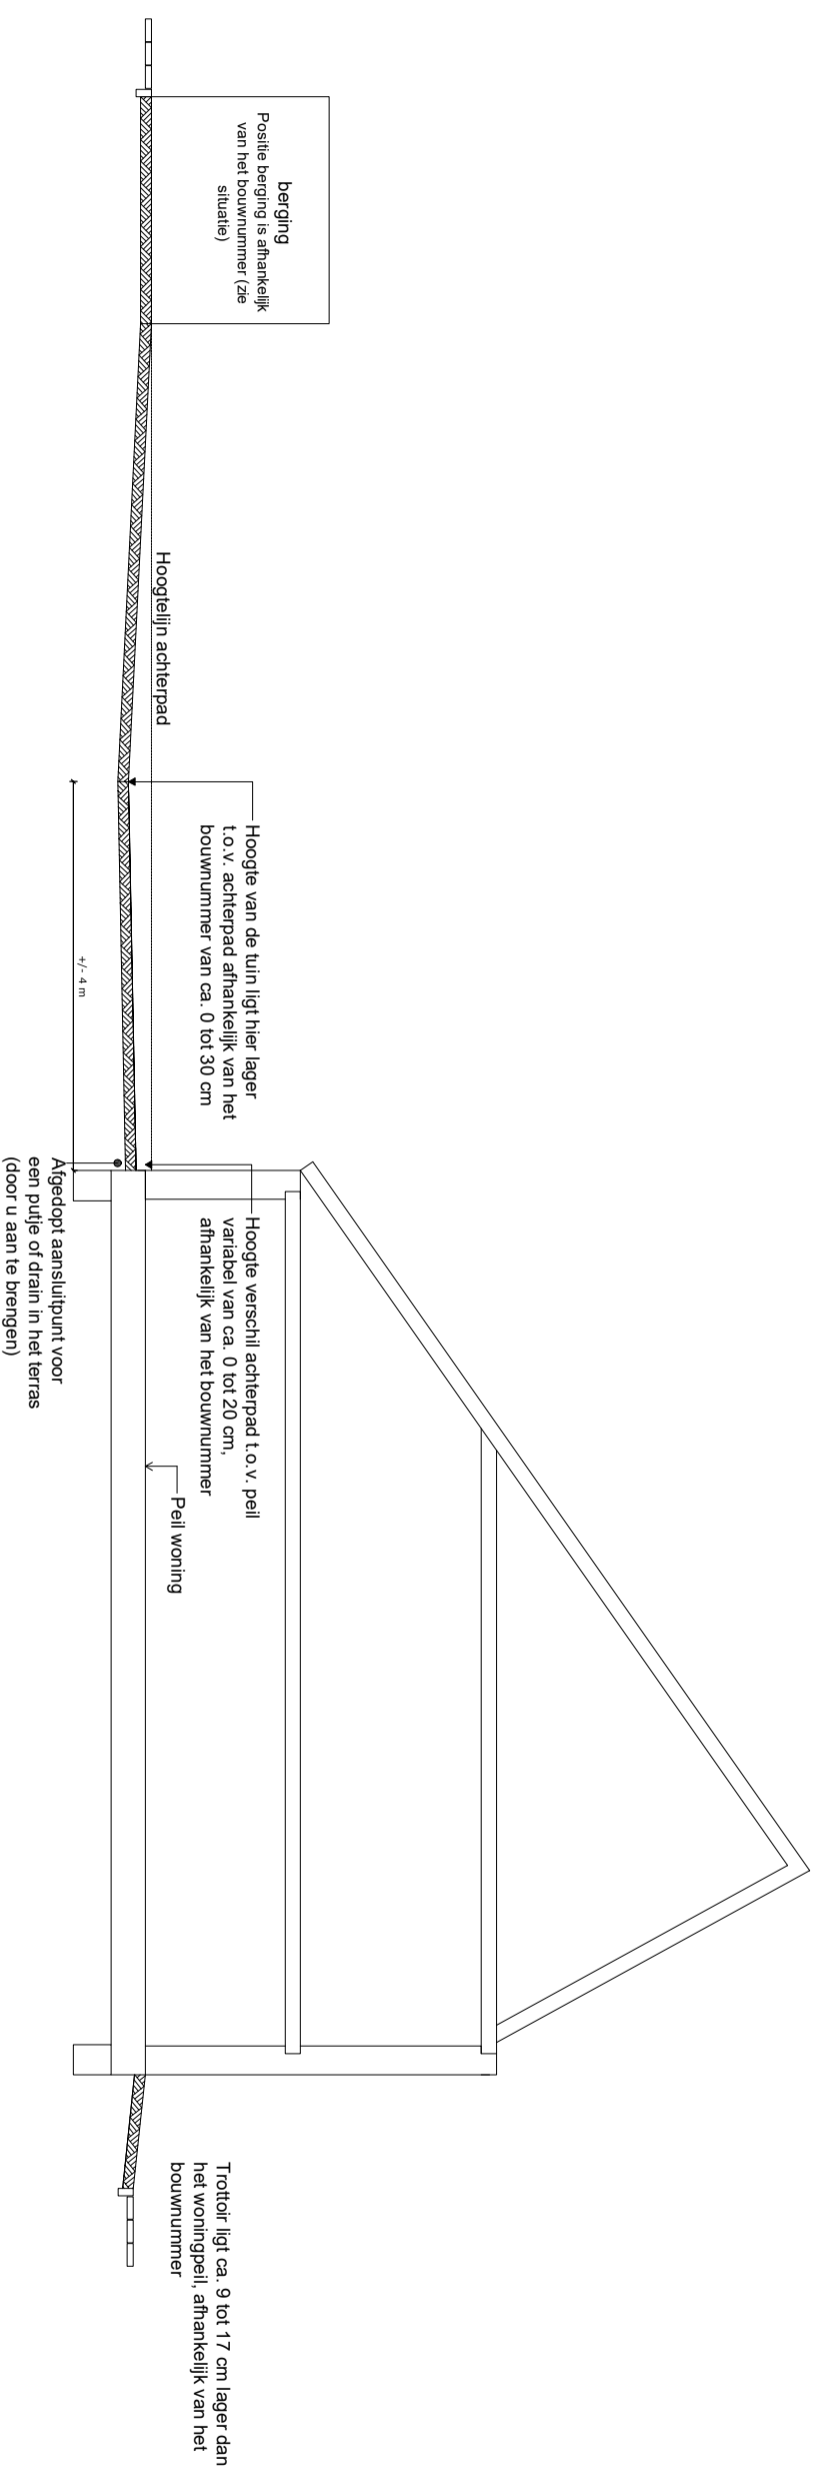 berging
Positie berging is afhankelijk
van het bouwnummer (zie
situatie)
Hoogtelijn achterpad
Hoogte van de tuin ligt hier lager
t.o.v. achterpad afhankelijk van het
bouwnummer van ca. 0 tot 30 cm
+/- 4 m
Afgedopt aansluitpunt voor
een putje of drain in het terras
(door u aan te brengen)
Hoogte verschil achterpad t.o.v. peil
variabel van ca. 0 tot 20 cm,
afhankelijk van het bouwnummer
Peil woning
Trottoir ligt ca. 9 tot 17 cm lager dan
het woningpeil, afhankelijk van het
bouwnummer